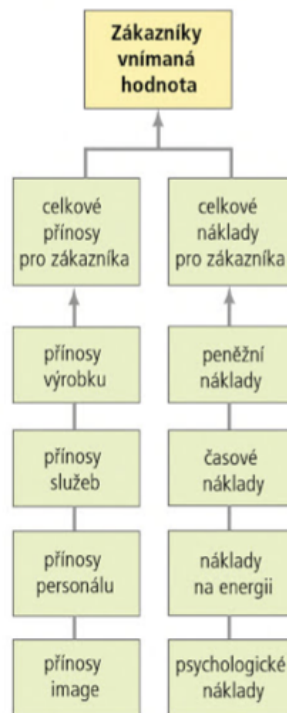 Zákazníky
vnímaná
hodnota
celkové
přínosy
pro zákazníka
celkové
náklady
pro zákazníka
přínosy
výrobku
peněžní
náklady
přínosy
služeb
časové
náklady
přínosy
personálu
náklady
na energii
přínosy
image
psychologické
náklady